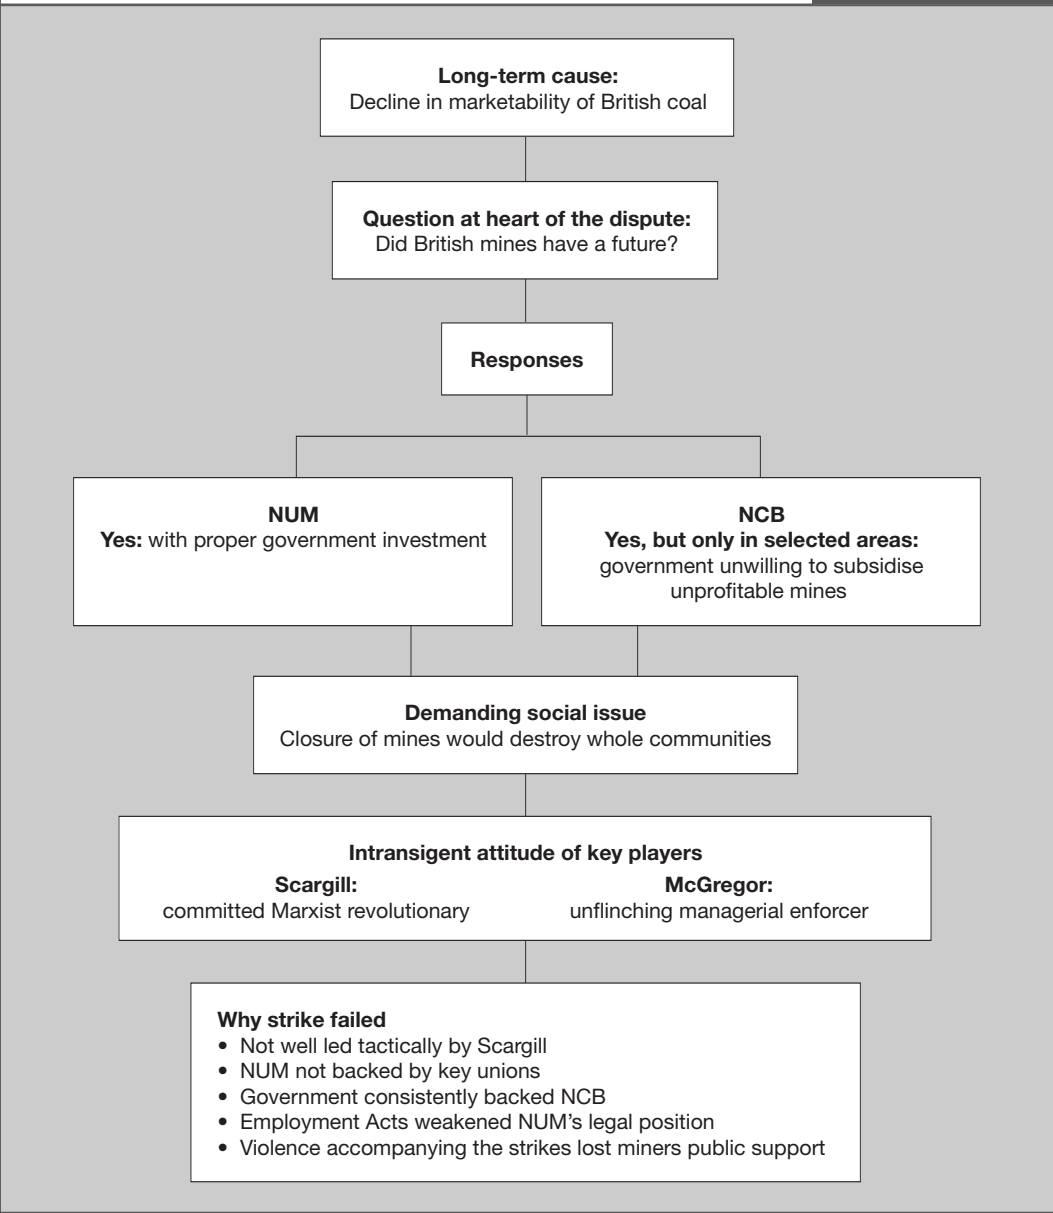 Long-term cause:
Decline in marketability of British coal
Question at heart of the dispute:
Did British mines have a future?
Responses
NUM
Yes: with proper government investment
NCB
Yes, but only in selected areas:
government unwilling to subsidise
unprofitable mines
Demanding social issue
Closure of mines would destroy whole communities
Intransigent attitude of key players
Scargill:
committed Marxist revolutionary
McGregor:
unflinching managerial enforcer
Why strike failed
• Not well led tactically by Scargill
• NUM not backed by key unions
• Government consistently backed NCB
• Employment Acts weakened NUM's legal position
• Violence accompanying the strikes lost miners public support